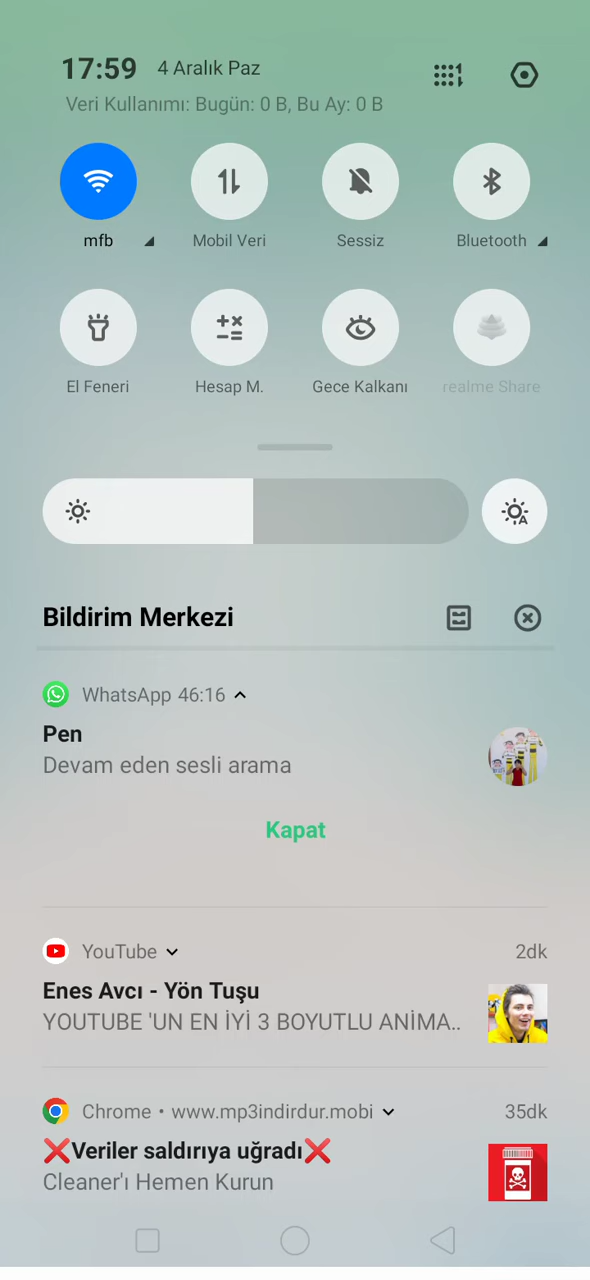 17:59 4 Aralık Paz
Veri Kullanımı: Bugün: 0 B, Bu Ay: 0 B
mfb Mobil Veri Sessiz Bluetooth
El Feneri Hesap M. Gece Kalkanı realme Share
Bildirim Merkezi
WhatsApp 46:16
Pen
Devam eden sesli arama
Kapat
YouTube 2dk
Enes Avcı - Yön Tuşu
YOUTUBE 'UN EN İYİ 3 BOYUTLU ANİMA..
Chrome • www.mp3indirdur.mobi 35dk
❌Veriler saldırıya uğradı❌
Cleaner'ı Hemen Kurun